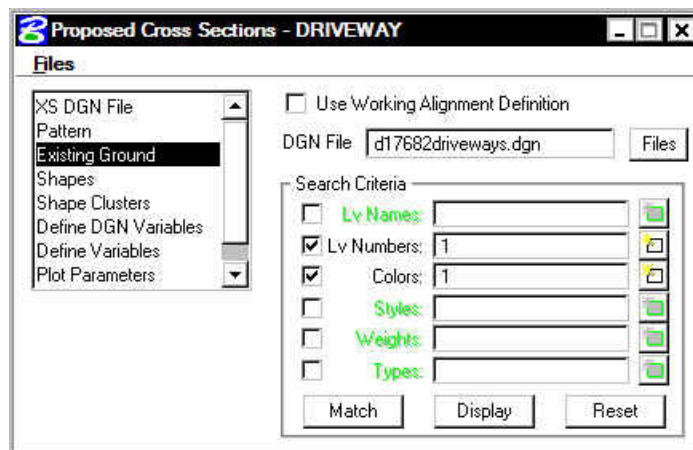 Proposed Cross Sections - DRIVEWAY
Files
XS DGN File
Pattern
Existing Ground
Shapes
Shape Clusters
Define DGN Variables
Define Variables
Plot Parameters
Use Working Alignment Definition
DGN File d17682driveways.dgn Files
Search Criteria
Lv Names:
Lv Numbers: 1
Colors: 1
Styles:
Weights:
Types:
Match Display Reset